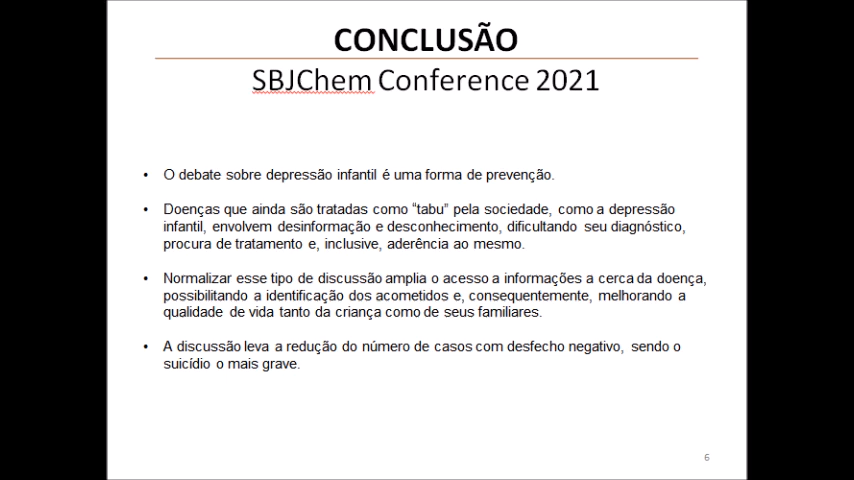 CONCLUSÃO
SBJChem Conference 2021
• O debate sobre depressão infantil é uma forma de prevenção.
• Doenças que ainda são tratadas como “tabu” pela sociedade, como a depressão
infantil, envolvem desinformação e desconhecimento, dificultando seu diagnóstico,
procura de tratamento e, inclusive, aderência ao mesmo.
• Normalizar esse tipo de discussão amplia o acesso a informações a cerca da doença,
possibilitando a identificação dos acometidos e, consequentemente, melhorando a
qualidade de vida tanto da criança como de seus familiares.
• A discussão leva a redução do número de casos com desfecho negativo, sendo o
suicídio o mais grave.
6